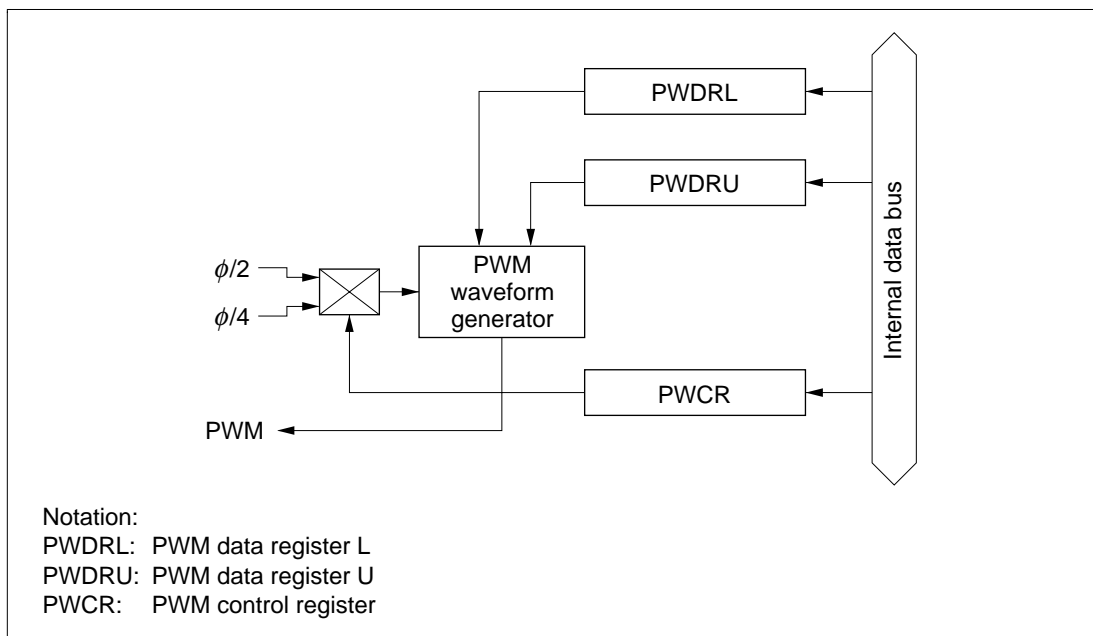 PWDRL
PWDRU
Internal data bus
ϕ/2
ϕ/4
PWM
waveform
generator
PWCR
PWM
Notation:
PWDRL: PWM data register L
PWDRU: PWM data register U
PWCR: PWM control register